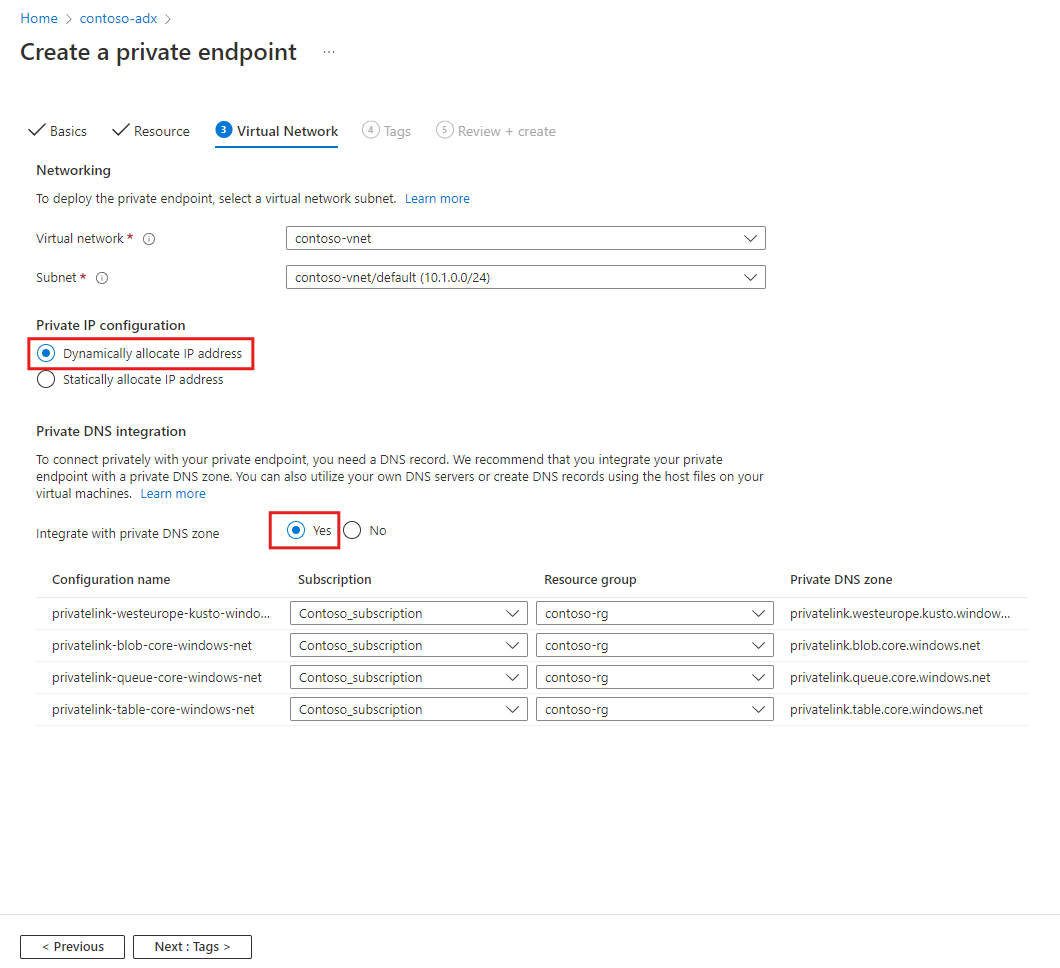 Home > contoso-adx >
Create a private endpoint ...
Basics Resource 3 Virtual Network 4 Tags 5 Review + create
Networking
To deploy the private endpoint, select a virtual network subnet. Learn more
Virtual network *
contoso-vnet
Subnet *
contoso-vnet/default (10.1.0.0/24)
Private IP configuration
Dynamically allocate IP address
Statically allocate IP address
Private DNS integration
To connect privately with your private endpoint, you need a DNS record. We recommend that you integrate your private
endpoint with a private DNS zone. You can also utilize your own DNS servers or create DNS records using the host files on your
virtual machines. Learn more
Integrate with private DNS zone Yes No
Configuration name Subscription Resource group Private DNS zone
privatelink-westeurope-kusto-windo... Contoso_subscription contoso-rg privatelink.westeurope.kusto.window...
privatelink-blob-core-windows-net Contoso_subscription contoso-rg privatelink.blob.core.windows.net
privatelink-queue-core-windows-net Contoso_subscription contoso-rg privatelink.queue.core.windows.net
privatelink-table-core-windows-net Contoso_subscription contoso-rg privatelink.table.core.windows.net
< Previous Next : Tags >